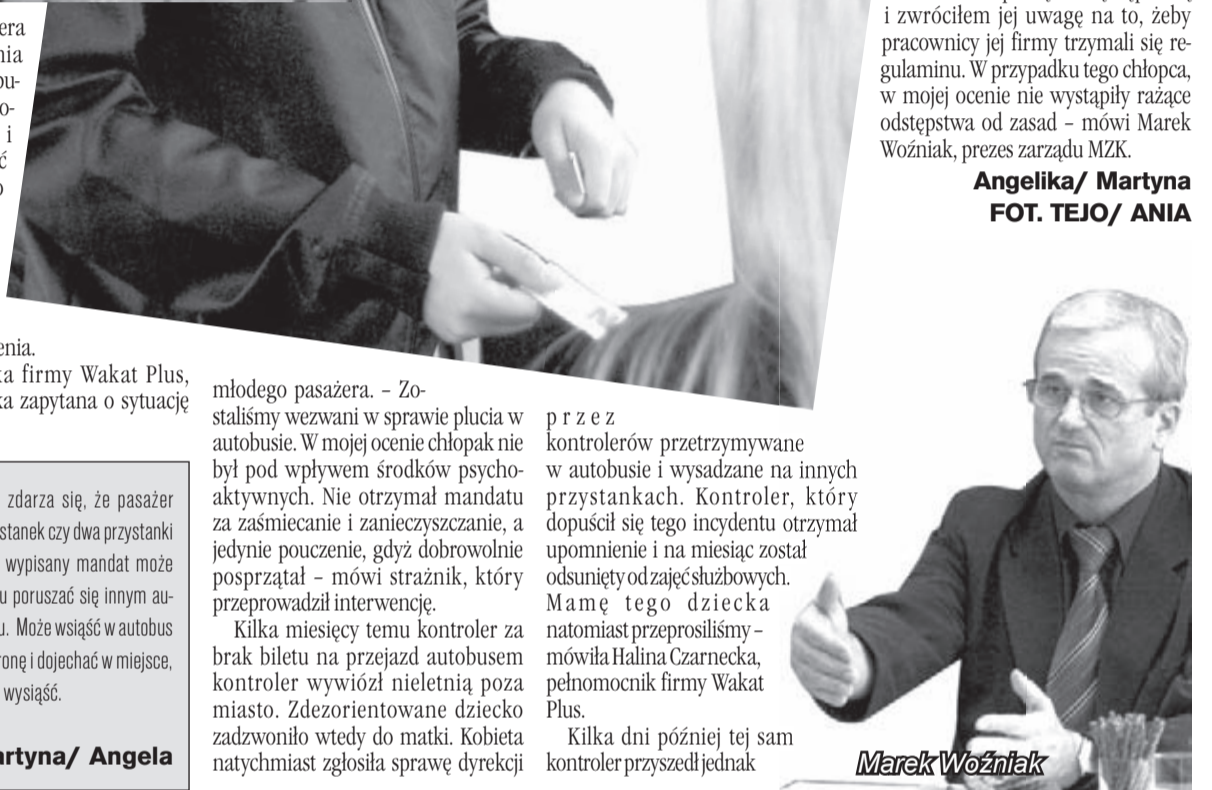 era
nia
pu-
o-
i
ć
o
enia.
ka firmy Wakat Plus,
ka zapytana o sytuację
zdarza się, że pasażer
stanek czy dwa przystanki
wypisany mandat może
u poruszać się innym au-
u. Może wsiąść w autobus
ronę i dojechać w miejsce,
wysiąść.
artyna/ Angela
młodego pasażera. – Zo-
staliśmy wezwani w sprawie plucia w
autobusie. W mojej ocenie chłopak nie
był pod wpływem środków psycho-
aktywnych. Nie otrzymał mandatu
za zaśmiecanie i zanieczyszczanie, a
jedynie pouczenie, gdyż dobrowolnie
posprzątał – mówi strażnik, który
przeprowadził interwencję.
Kilka miesięcy temu kontroler za
brak biletu na przejazd autobusem
kontroler wywiózł nieletnią poza
miasto. Zdezorientowane dziecko
zadzwoniło wtedy do matki. Kobieta
natychmiast zgłosiła sprawę dyrekcji
przez
kontrolerów przetrzymywane
w autobusie i wysadzane na innych
przystankach. Kontroler, który
dopuścił się tego incydentu otrzymał
upomnienie i na miesiąc został
odsunięty od zajęć służbowych.
Mamę tego dziecka
natomiast przeprosiliśmy –
mówiła Halina Czarnecka,
pełnomocnik firmy Wakat
Plus.
Kilka dni później tej sam
kontroler przyszedł jednak
i zwróciłem jej uwagę na to, żeby
pracownicy jej firmy trzymali się re-
gulaminu. W przypadku tego chłopca,
w mojej ocenie nie wystąpiły rażące
odstępstwa od zasad – mówi Marek
Woźniak, prezes zarządu MZK.
Angelika/ Martyna
FOT. TEJO/ ANIA
Marek Woźniak